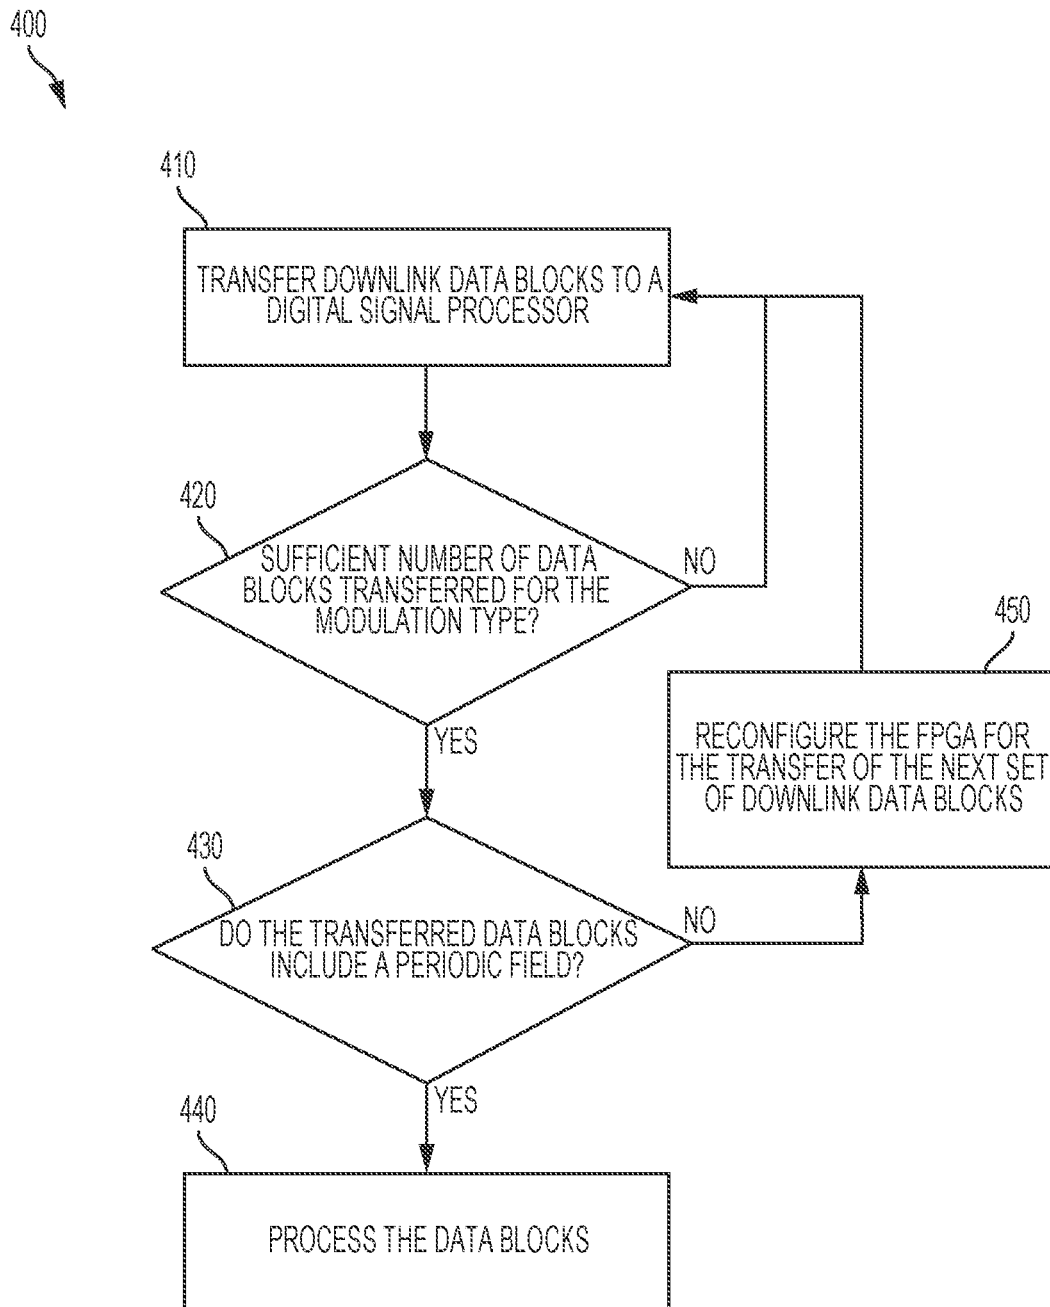 400
410
TRANSFER DOWNLINK DATA BLOCKS TO A
DIGITAL SIGNAL PROCESSOR
420
SUFFICIENT NUMBER OF DATA
BLOCKS TRANSFERRED FOR THE
MODULATION TYPE?
NO
YES
450
RECONFIGURE THE FPGA FOR
THE TRANSFER OF THE NEXT SET
OF DOWNLINK DATA BLOCKS
430
DO THE TRANSFERRED DATA BLOCKS
INCLUDE A PERIODIC FIELD?
NO
YES
440
PROCESS THE DATA BLOCKS